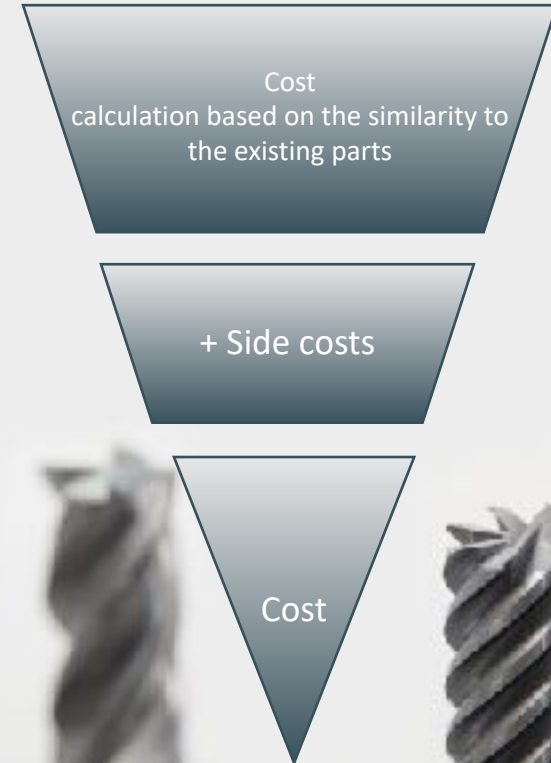 Cost
calculation based on the similarity to
the existing parts
+ Side costs
Cost